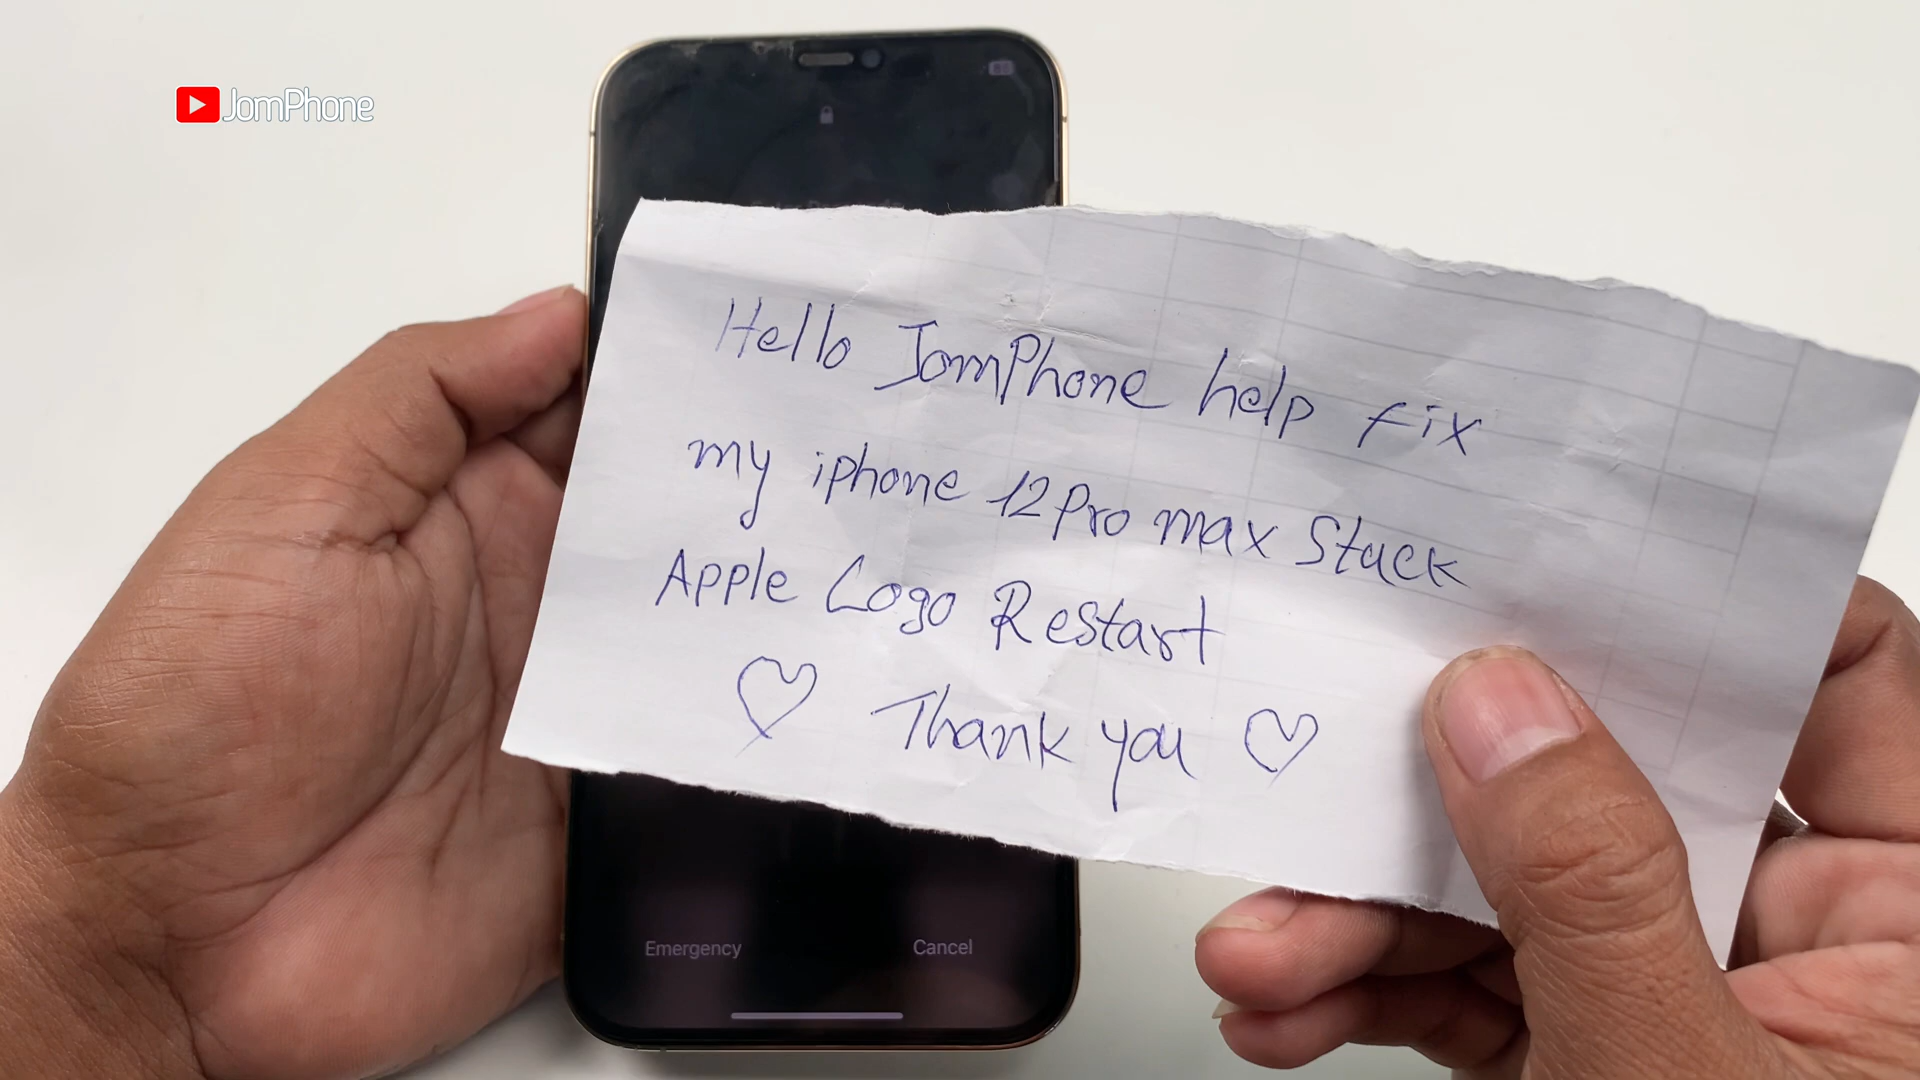 JomPhone
Hello JomPhone help fix
my iphone 12 Pro max Stuck
Apple Logo Restart
♡ Thank you ♡
Emergency Cancel